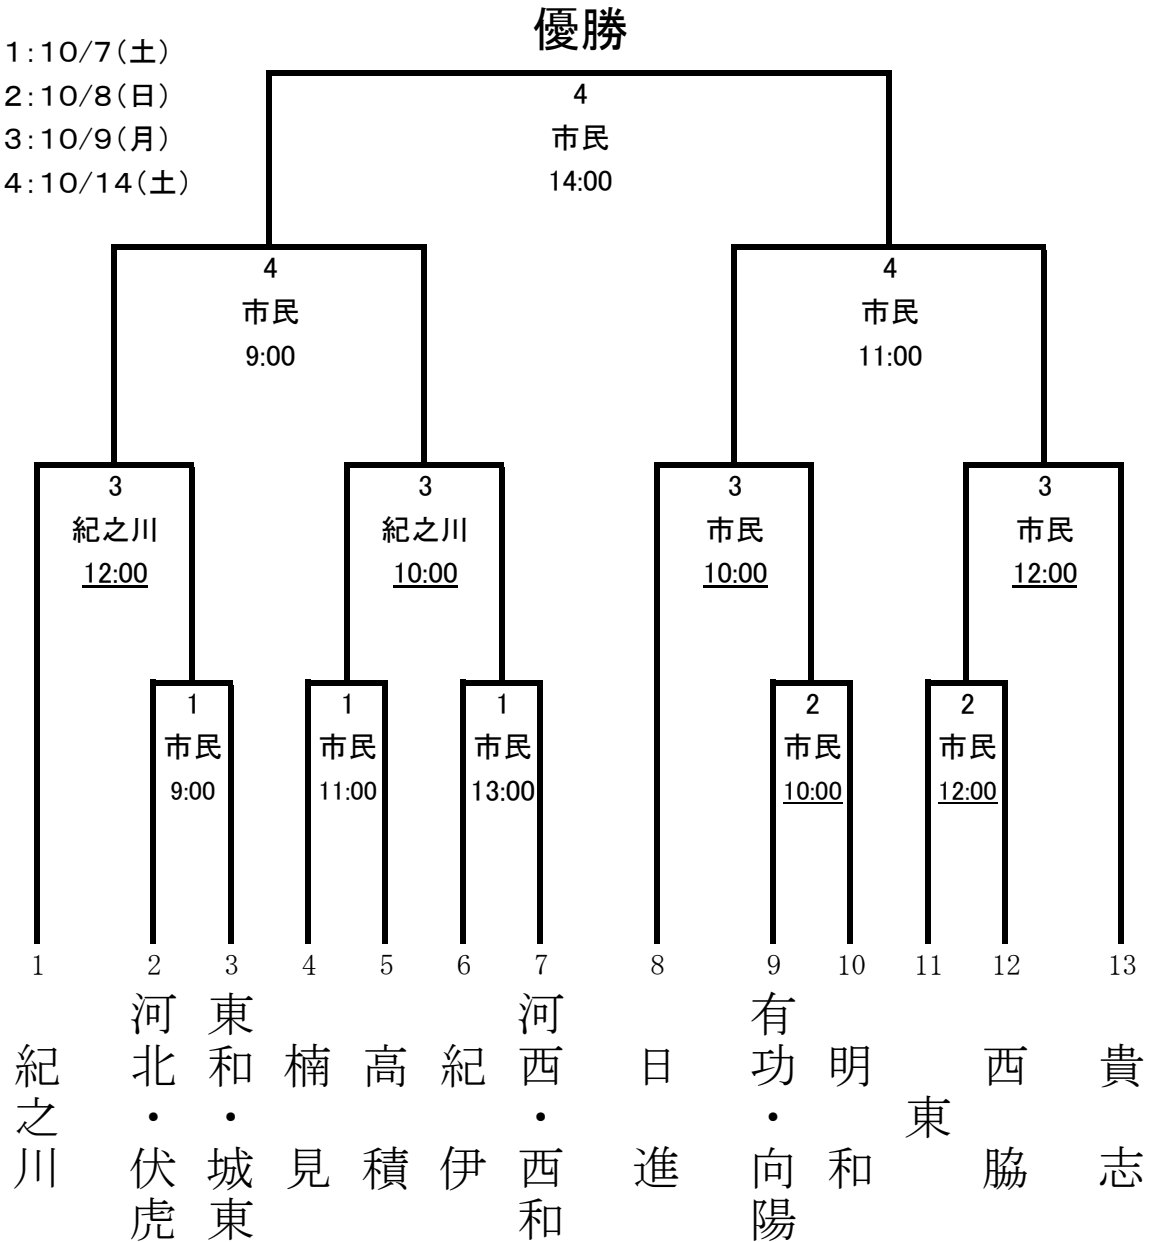 優勝
1:10/7(土)
2:10/8(日)
3:10/9(月)
4:10/14(土)
4
市民
14:00
4
市民
9:00
4
市民
11:00
3
紀之川
12:00
3
紀之川
10:00
3
市民
10:00
3
市民
12:00
1
市民
9:00
1
市民
11:00
1
市民
13:00
2
市民
10:00
2
市民
12:00
1
紀之川
2
河北・伏虎
3
東和・城東
4
楠見
5
高積
6
紀伊
7
河西・西和
8
日進
9
有功・向陽
10
明和
11
東
12
西脇
13
貴志